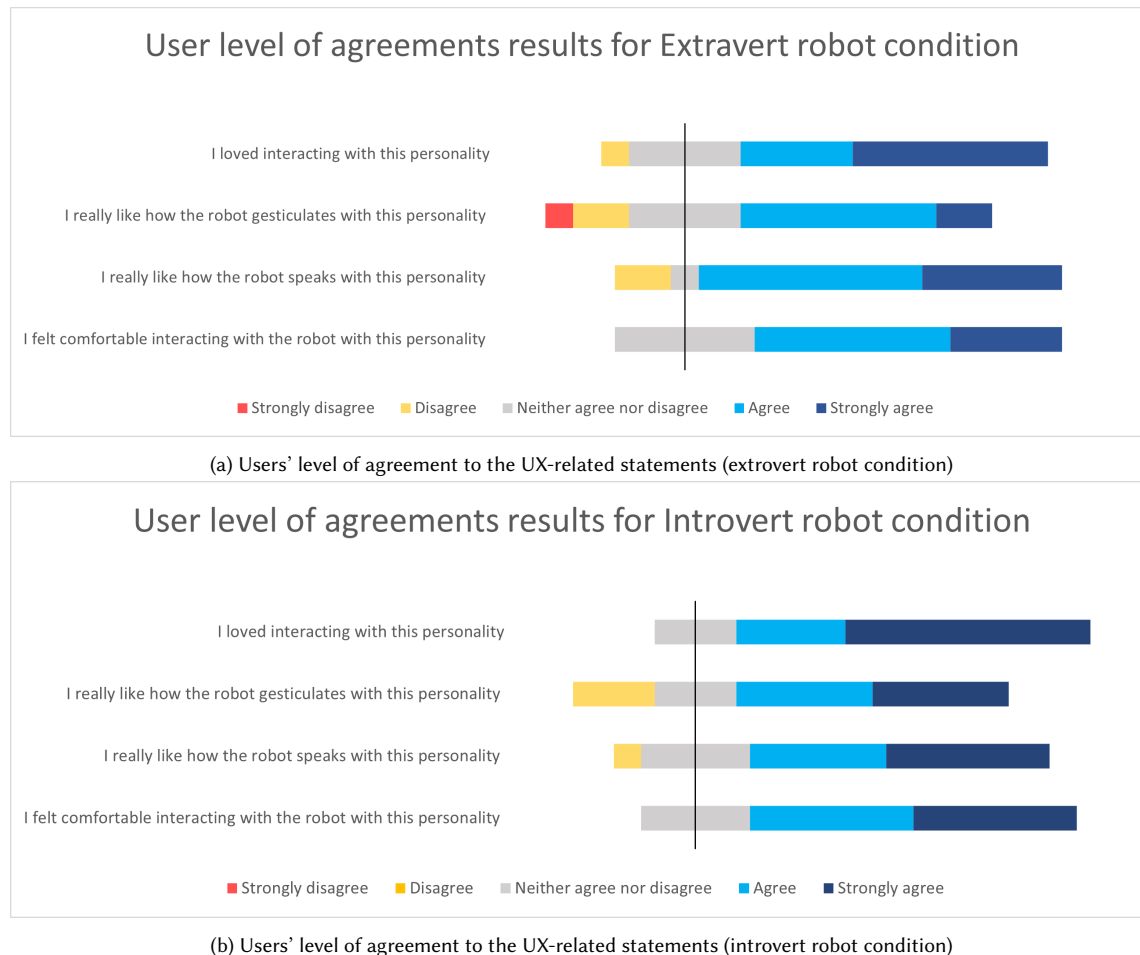 User level of agreements results for Extravert robot condition
I loved interacting with this personality
I really like how the robot gesticulates with this personality
I really like how the robot speaks with this personality
I felt comfortable interacting with the robot with this personality
Strongly disagree Disagree Neither agree nor disagree Agree Strongly agree
(a) Users' level of agreement to the UX-related statements (extrovert robot condition)
User level of agreements results for Introvert robot condition
I loved interacting with this personality
I really like how the robot gesticulates with this personality
I really like how the robot speaks with this personality
I felt comfortable interacting with the robot with this personality
Strongly disagree Disagree Neither agree nor disagree Agree Strongly agree
(b) Users' level of agreement to the UX-related statements (introvert robot condition)